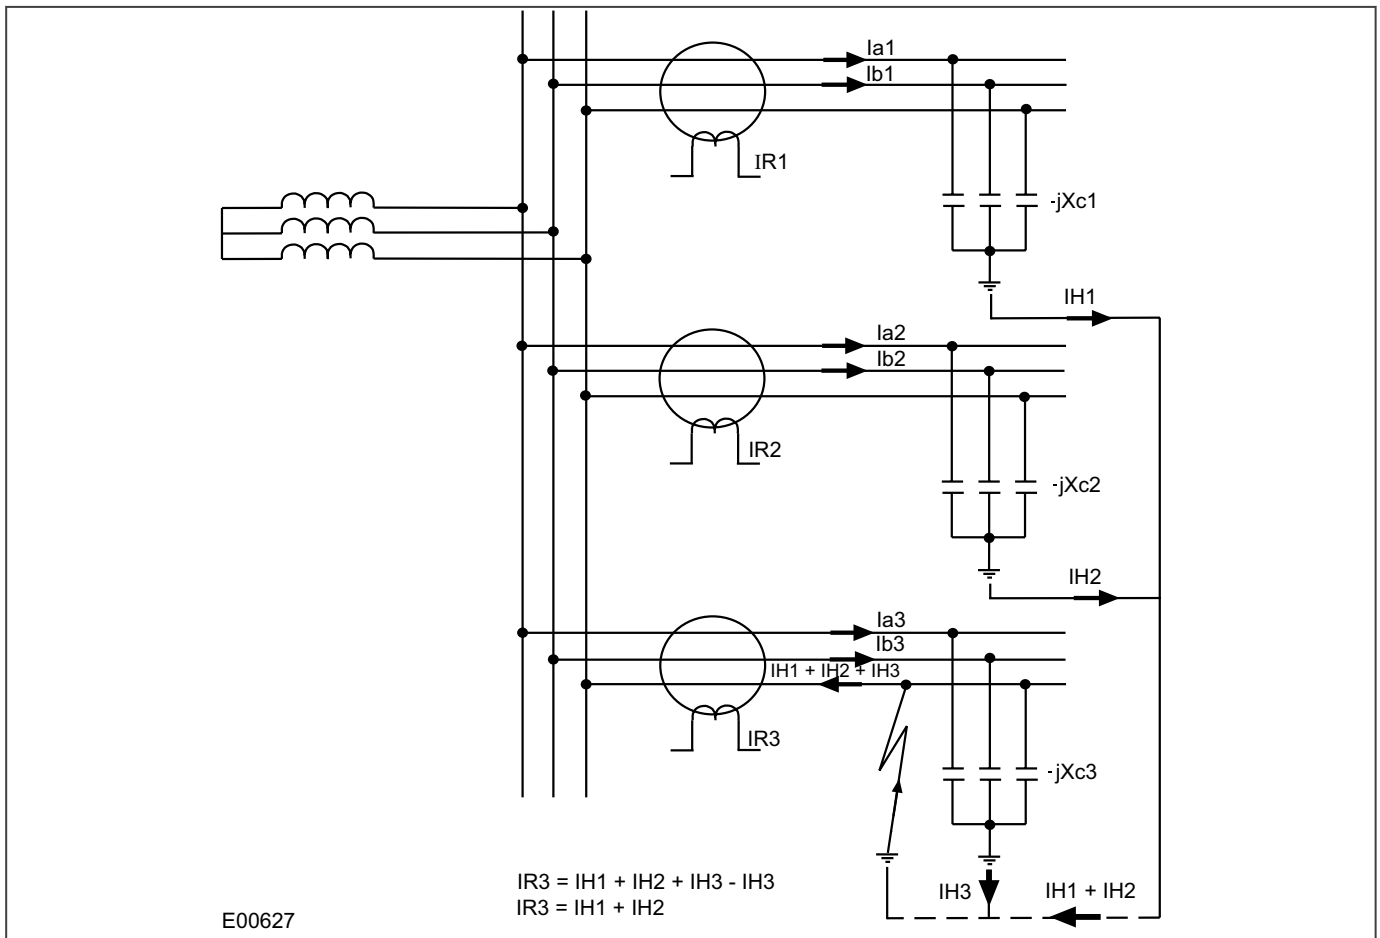 Ia1
Ib1
IR1
-jXc1
IH1
Ia2
Ib2
IR2
-jXc2
IH2
Ia3
Ib3
IH1 + IH2 + IH3
IR3
-jXc3
IR3 = IH1 + IH2 + IH3 - IH3
IH3
IH1 + IH2
IR3 = IH1 + IH2
E00627